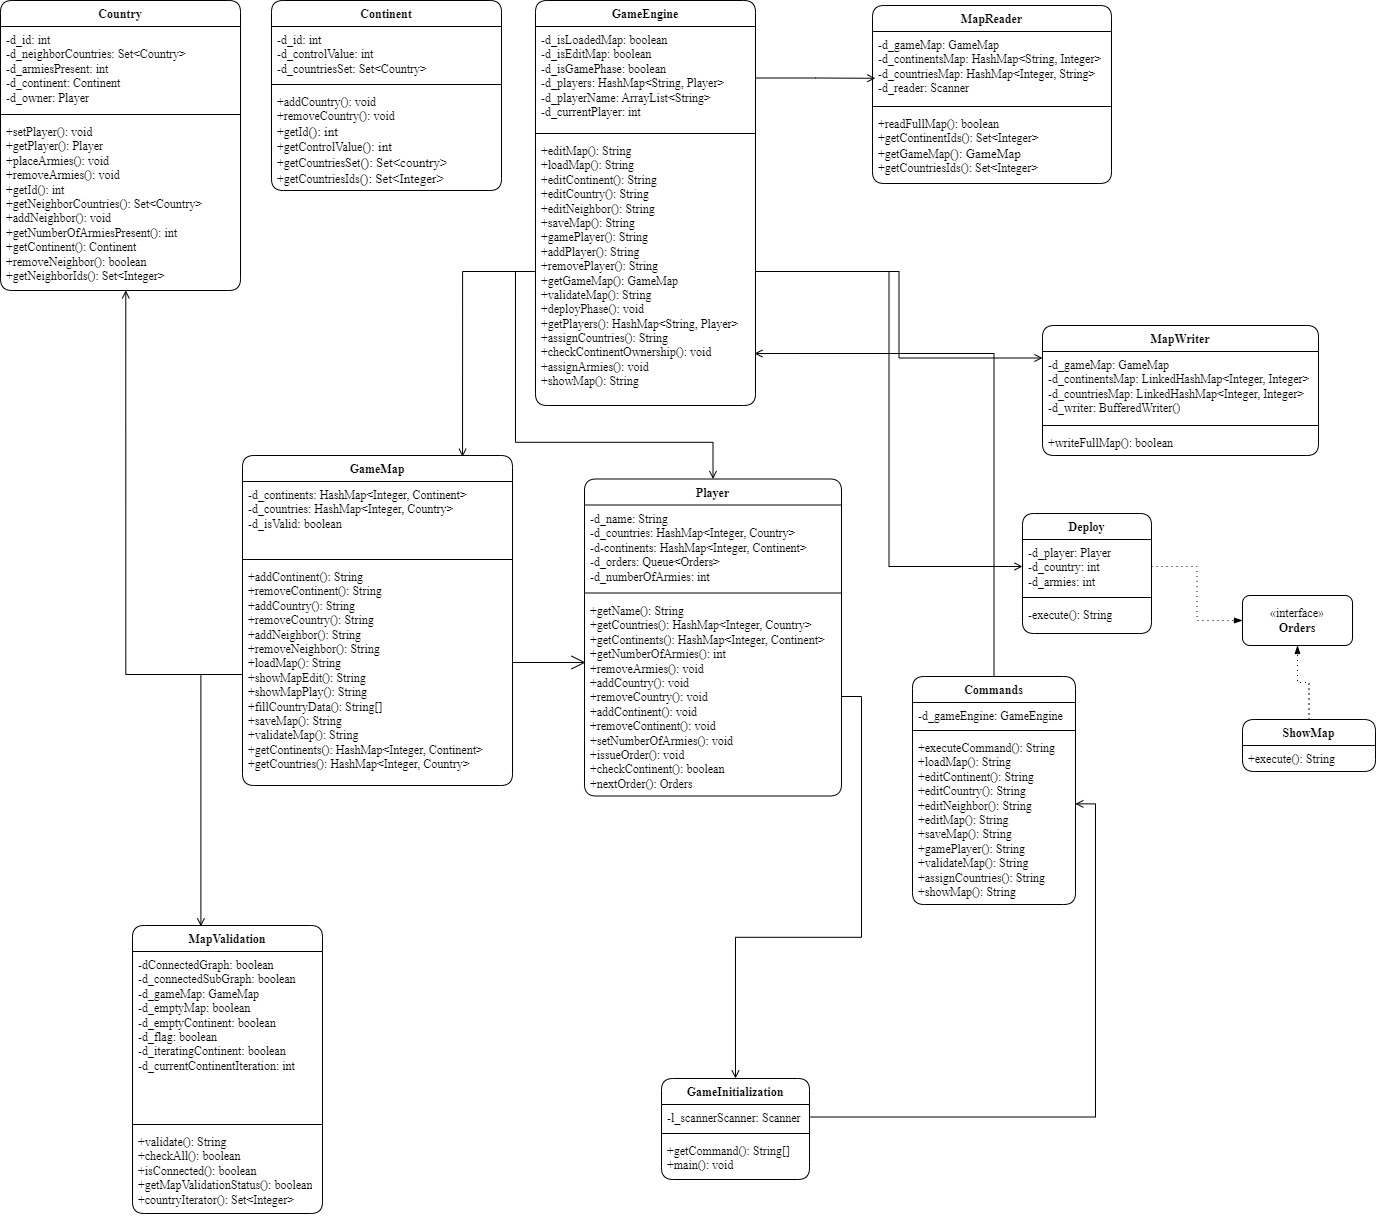 Country
-d_id: int
-d_neighborCountries: Set<Country>
-d_armiesPresent: int
-d_continent: Continent
-d_owner: Player
+setPlayer(): void
+getPlayer(): Player
+placeArmies(): void
+removeArmies(): void
+getId(): int
+getNeighborCountries(): Set<Country>
+addNeighbor(): void
+getNumberOfArmiesPresent(): int
+getContinent(): Continent
+removeNeighbor(): boolean
+getNeighborIds(): Set<Integer>
Continent
-d_id: int
-d_controlValue: int
-d_countriesSet: Set<Country>
+addCountry(): void
+removeCountry(): void
+getId(): int
+getControlValue(): int
+getCountriesSet(): Set<country>
+getCountriesIds(): Set<Integer>
GameEngine
-d_isLoadedMap: boolean
-d_isEditMap: boolean
-d_isGamePhase: boolean
-d_players: HashMap<String, Player>
-d_playerName: ArrayList<String>
-d_currentPlayer: int
+editMap(): String
+loadMap(): String
+editContinent(): String
+editCountry(): String
+editNeighbor(): String
+saveMap(): String
+gamePlayer(): String
+addPlayer(): String
+removePlayer(): String
+getGameMap(): GameMap
+validateMap(): String
+deployPhase(): void
+getPlayers(): HashMap<String, Player>
+assignCountries(): String
+checkContinentOwnership(): void
+assignArmies(): void
+showMap(): String
MapReader
-d_gameMap: GameMap
-d_continentsMap: HashMap<String, Integer>
-d_countriesMap: HashMap<Integer, String>
-d_reader: Scanner
+readFullMap(): boolean
+getContinentIds(): Set<Integer>
+getGameMap(): GameMap
+getCountriesIds(): Set<Integer>
MapWriter
-d_gameMap: GameMap
-d_continentsMap: LinkedHashMap<Integer, Integer>
-d_countriesMap: LinkedHashMap<Integer, Integer>
-d_writer: BufferedWriter()
+writeFullMap(): boolean
GameMap
-d_continents: HashMap<Integer, Continent>
-d_countries: HashMap<Integer, Country>
-d_isValid: boolean
+addContinent(): String
+removeContinent(): String
+addCountry(): String
+removeCountry(): String
+addNeighbor(): String
+removeNeighbor(): String
+loadMap(): String
+showMapEdit(): String
+showMapPlay(): String
+fillCountryData(): String[]
+saveMap(): String
+validateMap(): String
+getContinents(): HashMap<Integer, Continent>
+getCountries(): HashMap<Integer, Country>
Player
-d_name: String
-d_countries: HashMap<Integer, Country>
-d-continents: HashMap<Integer, Continent>
-d_orders: Queue<Orders>
-d_numberOfArmies: int
+getName(): String
+getCountries(): HashMap<Integer, Country>
+getContinents(): HashMap<Integer, Continent>
+getNumberOfArmies(): int
+removeArmies(): void
+addCountry(): void
+removeCountry(): void
+addContinent(): void
+removeContinent(): void
+setNumberOfArmies(): void
+issueOrder(): void
+checkContinent(): boolean
+nextOrder(): Orders
Deploy
-d_player: Player
-d_country: int
-d_armies: int
-execute(): String
«interface»
Orders
Commands
-d_gameEngine: GameEngine
+executeCommand(): String
+loadMap(): String
+editContinent(): String
+editCountry(): String
+editNeighbor(): String
+editMap(): String
+saveMap(): String
+gamePlayer(): String
+validateMap(): String
+assignCountries(): String
+showMap(): String
ShowMap
+execute(): String
MapValidation
-dConnectedGraph: boolean
-d_connectedSubGraph: boolean
-d_gameMap: GameMap
-d_emptyMap: boolean
-d_emptyContinent: boolean
-d_flag: boolean
-d_iteratingContinent: boolean
-d_currentContinentIteration: int
+validate(): String
+checkAll(): boolean
+isConnected(): boolean
+getMapValidationStatus(): boolean
+countryIterator(): Set<Integer>
GameInitialization
-l_scannerScanner: Scanner
+getCommand(): String[]
+main(): void